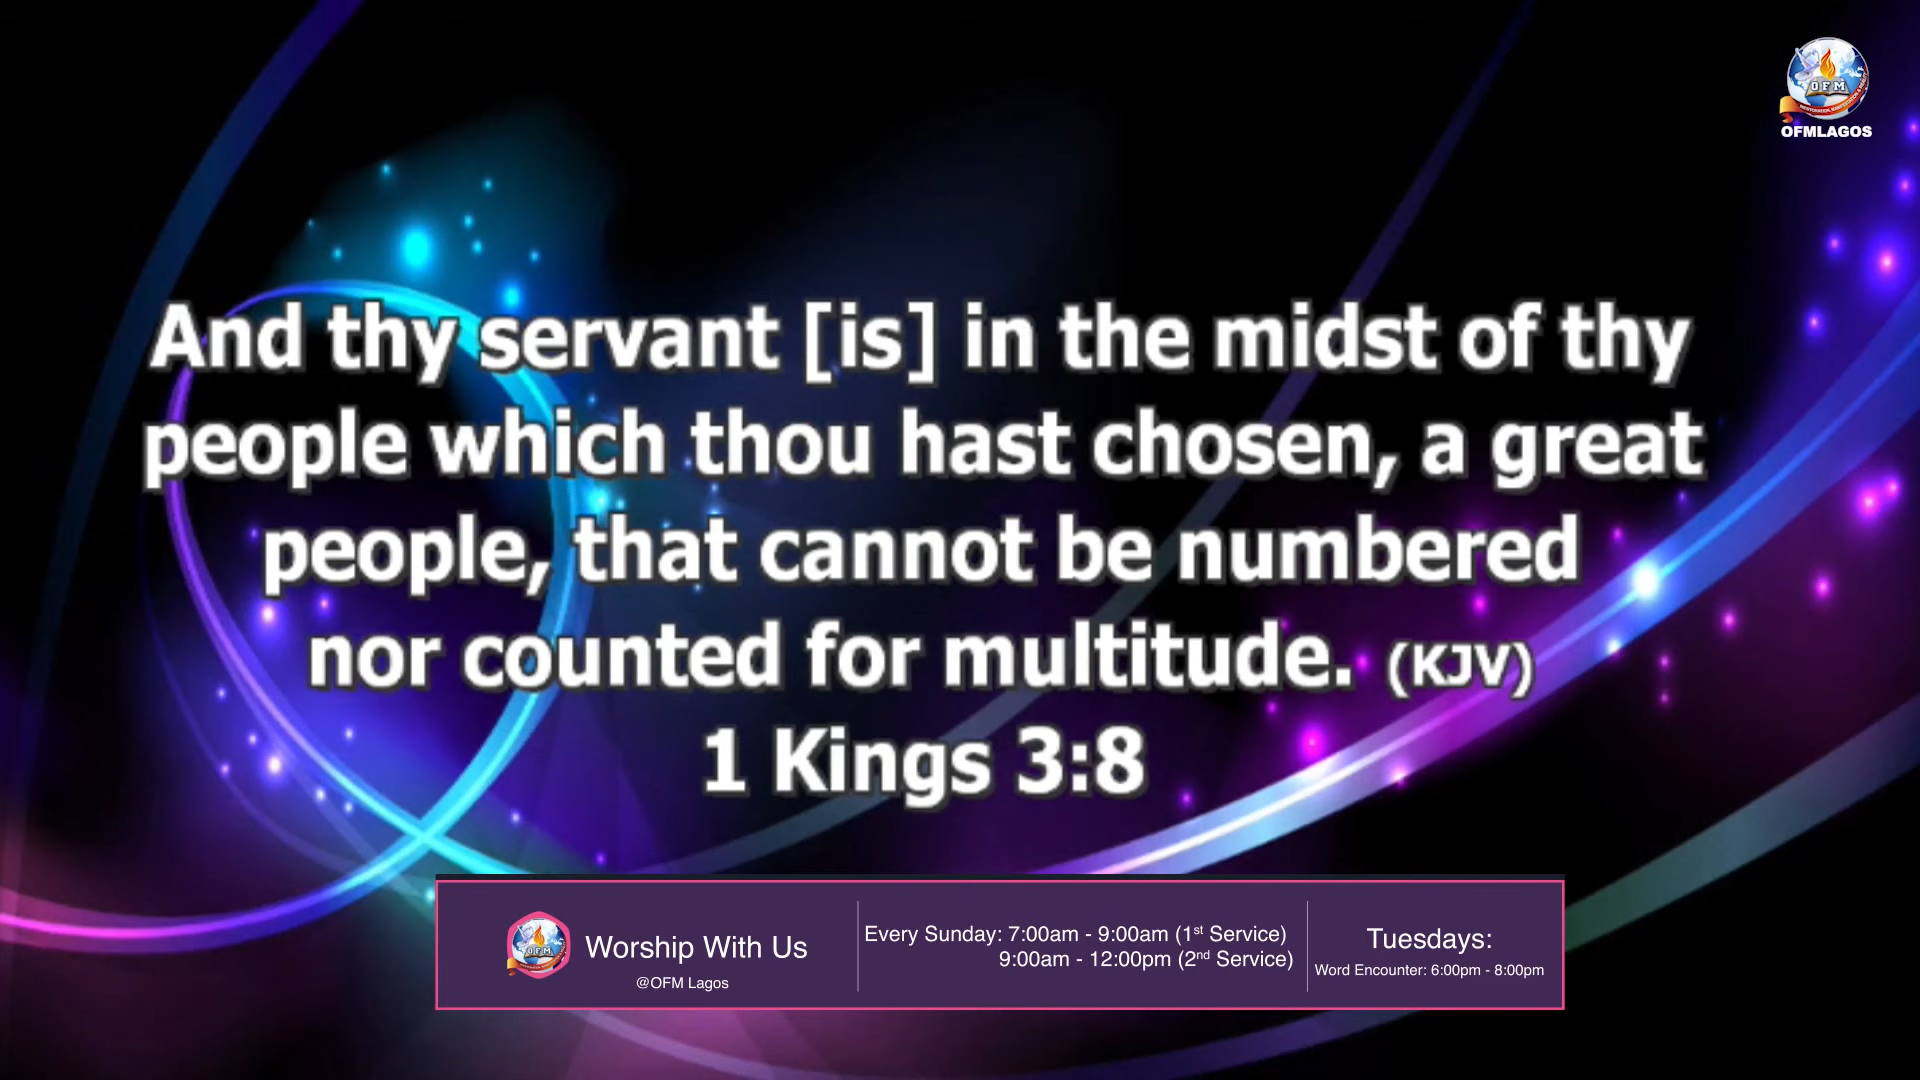 OFM
OFMLAGOS
And thy servant [is] in the midst of thy
people which thou hast chosen, a great
people, that cannot be numbered
nor counted for multitude. (KJV)
1 Kings 3:8
OFM
Worship With Us
@OFM Lagos
Every Sunday: 7:00am - 9:00am (1st Service)
9:00am - 12:00pm (2nd Service)
Tuesdays:
Word Encounter: 6:00pm - 8:00pm